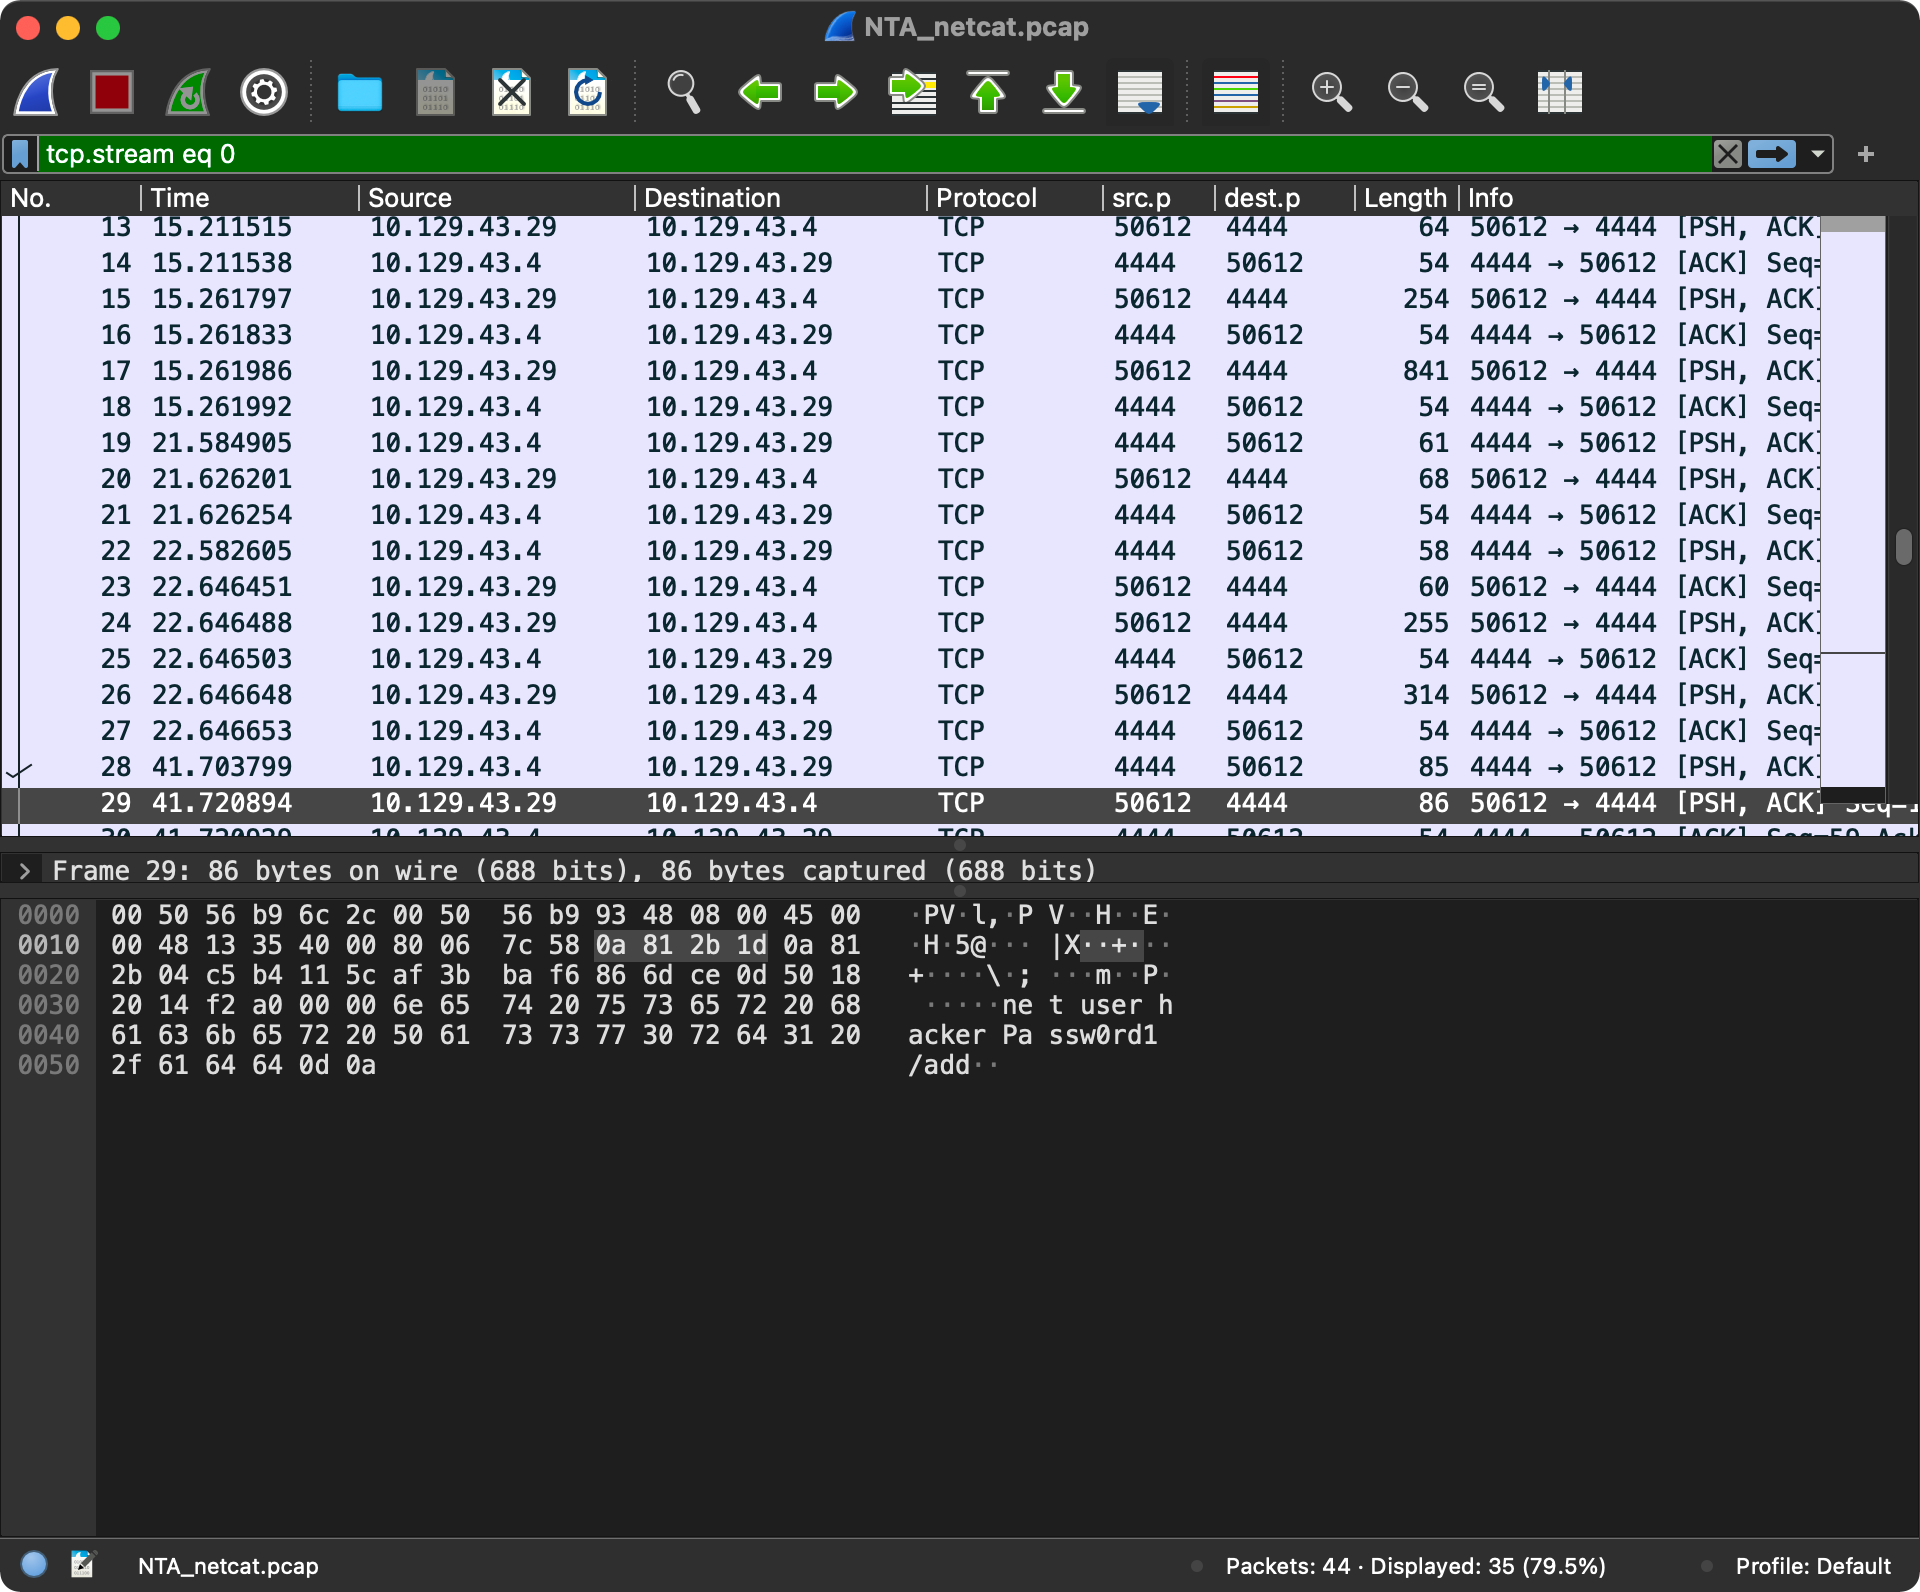 NTA_netcat.pcap
tcp.stream eq 0
No. Time Source Destination Protocol src.p dest.p Length Info
13 15.211515 10.129.43.29 10.129.43.4 TCP 50612 4444 64 50612 → 4444 [PSH, ACK]
14 15.211538 10.129.43.4 10.129.43.29 TCP 4444 50612 54 4444 → 50612 [ACK] Seq=
15 15.261797 10.129.43.29 10.129.43.4 TCP 50612 4444 254 50612 → 4444 [PSH, ACK]
16 15.261833 10.129.43.4 10.129.43.29 TCP 4444 50612 54 4444 → 50612 [ACK] Seq=
17 15.261986 10.129.43.29 10.129.43.4 TCP 50612 4444 841 50612 → 4444 [PSH, ACK]
18 15.261992 10.129.43.4 10.129.43.29 TCP 4444 50612 54 4444 → 50612 [ACK] Seq=
19 21.584905 10.129.43.4 10.129.43.29 TCP 4444 50612 61 4444 → 50612 [PSH, ACK]
20 21.626201 10.129.43.29 10.129.43.4 TCP 50612 4444 68 50612 → 4444 [PSH, ACK]
21 21.626254 10.129.43.4 10.129.43.29 TCP 4444 50612 54 4444 → 50612 [ACK] Seq=
22 22.582605 10.129.43.4 10.129.43.29 TCP 4444 50612 58 4444 → 50612 [PSH, ACK]
23 22.646451 10.129.43.29 10.129.43.4 TCP 50612 4444 60 50612 → 4444 [ACK] Seq=
24 22.646488 10.129.43.29 10.129.43.4 TCP 50612 4444 255 50612 → 4444 [PSH, ACK]
25 22.646503 10.129.43.4 10.129.43.29 TCP 4444 50612 54 4444 → 50612 [ACK] Seq=
26 22.646648 10.129.43.29 10.129.43.4 TCP 50612 4444 314 50612 → 4444 [PSH, ACK]
27 22.646653 10.129.43.4 10.129.43.29 TCP 4444 50612 54 4444 → 50612 [ACK] Seq=
28 41.703799 10.129.43.4 10.129.43.29 TCP 4444 50612 85 4444 → 50612 [PSH, ACK]
29 41.720894 10.129.43.29 10.129.43.4 TCP 50612 4444 86 50612 → 4444 [PSH, ACK] Seq=1
30 41.720929 10.129.43.4 10.129.43.29 TCP 4444 50612 54 4444 → 50612 [ACK] Seq=59 Ack
Frame 29: 86 bytes on wire (688 bits), 86 bytes captured (688 bits)
0000 00 50 56 b9 6c 2c 00 50 56 b9 93 48 08 00 45 00 ·PV·l,·P V··H··E·
0010 00 48 13 35 40 00 80 06 7c 58 0a 81 2b 1d 0a 81 ·H·5@··· |X··+···
0020 2b 04 c5 b4 11 5c af 3b ba f6 86 6d ce 0d 50 18 +····\·; ···m··P·
0030 20 14 f2 a0 00 00 6e 65 74 20 75 73 65 72 20 68 ·····ne t user h
0040 61 63 6b 65 72 20 50 61 73 73 77 30 72 64 31 20 acker Pa ssw0rd1
0050 2f 61 64 64 0d 0a /add··
NTA_netcat.pcap
Packets: 44 · Displayed: 35 (79.5%)
Profile: Default